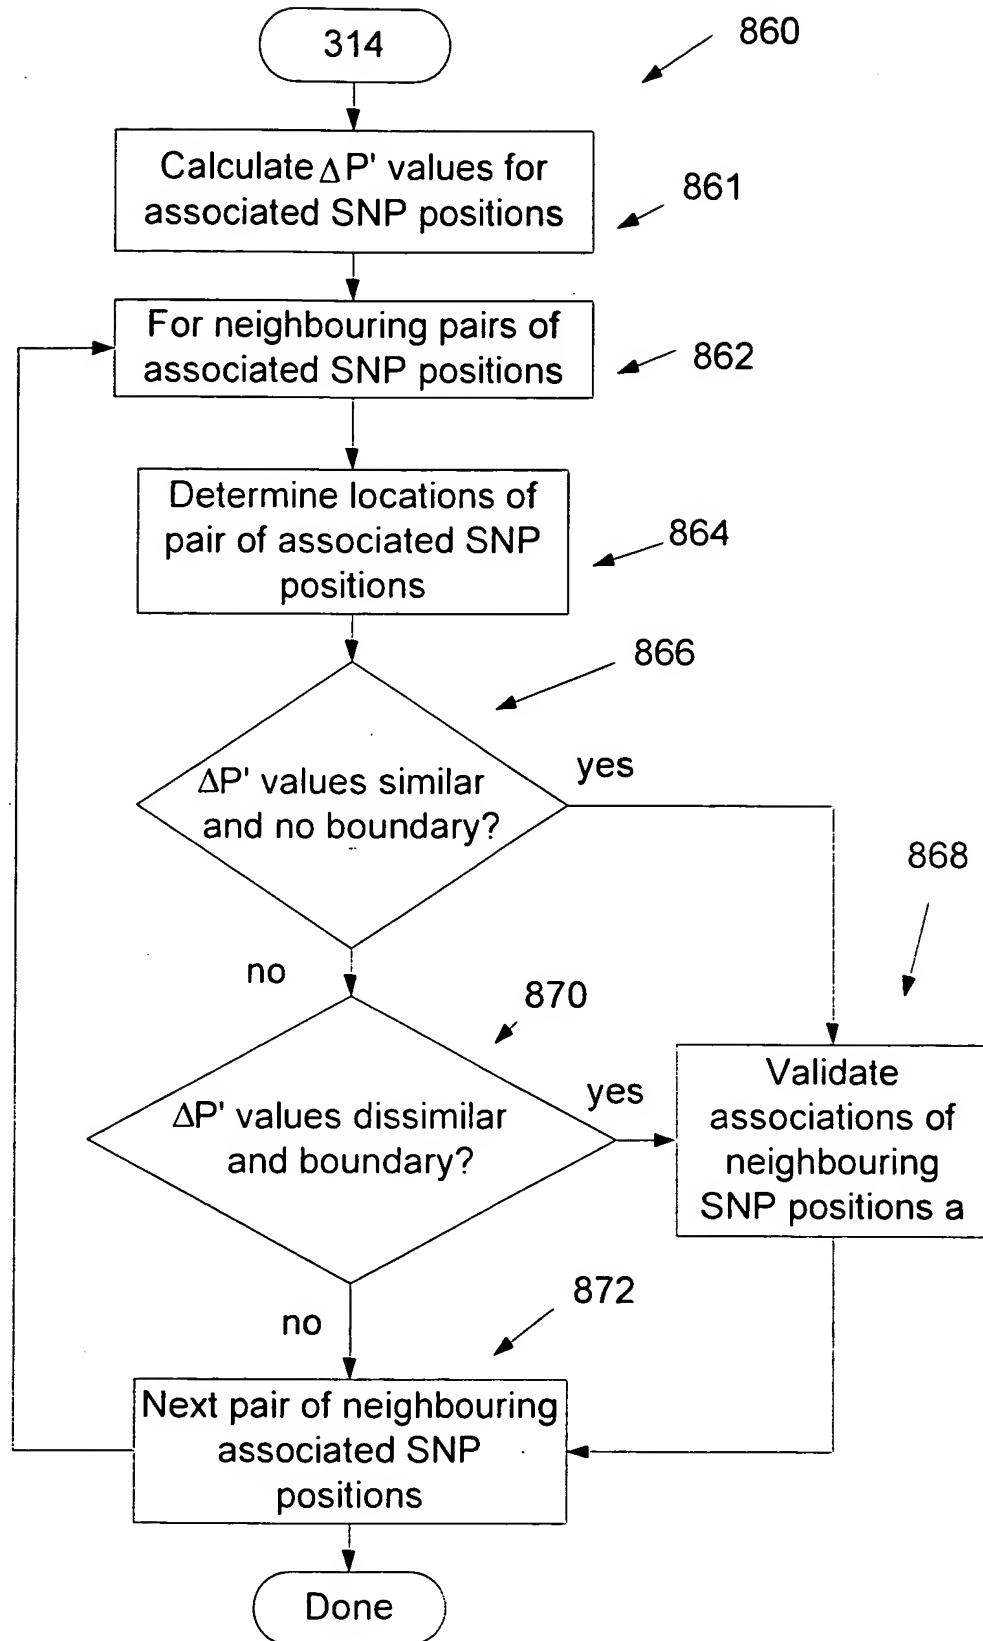 314
860
Calculate ΔP' values for
associated SNP positions
861
For neighbouring pairs of
associated SNP positions
862
Determine locations of
pair of associated SNP
positions
864
866
ΔP' values similar
and no boundary?
yes
868
no
870
ΔP' values dissimilar
and boundary?
yes
Validate
associations of
neighbouring
SNP positions a
no
872
Next pair of neighbouring
associated SNP
positions
Done